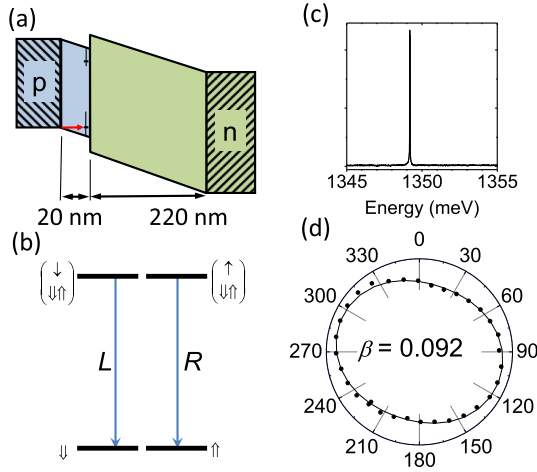 (a)
p
n
20 nm
220 nm
(b)
↓
⇓⇑
↑
⇓⇑
L
R
⇓
⇑
(c)
1345
1350
1355
Energy (meV)
(d)
0
30
60
90
120
150
180
210
240
270
300
330
β = 0.092